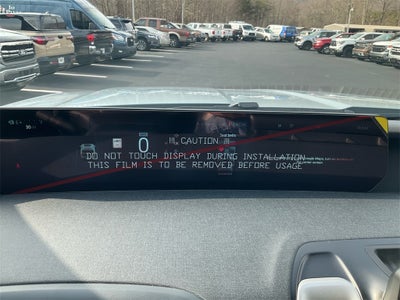 0
CAUTION
DO NOT TOUCH DISPLAY DURING INSTALLATION
THIS FILM IS TO BE REMOVED BEFORE USAGE